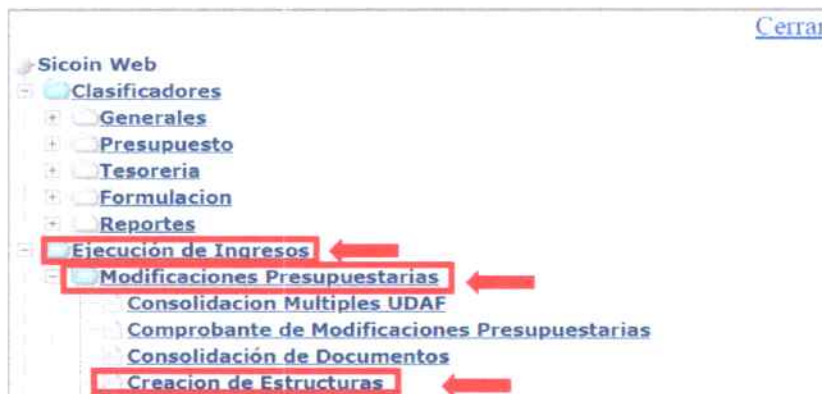 Cerrar
Sicoin Web
Clasificadores
Generales
Presupuesto
Tesoreria
Formulacion
Reportes
Ejecución de Ingresos
Modificaciones Presupuestarias
Consolidacion Multiples UDAF
Comprobante de Modificaciones Presupuestarias
Consolidación de Documentos
Creacion de Estructuras